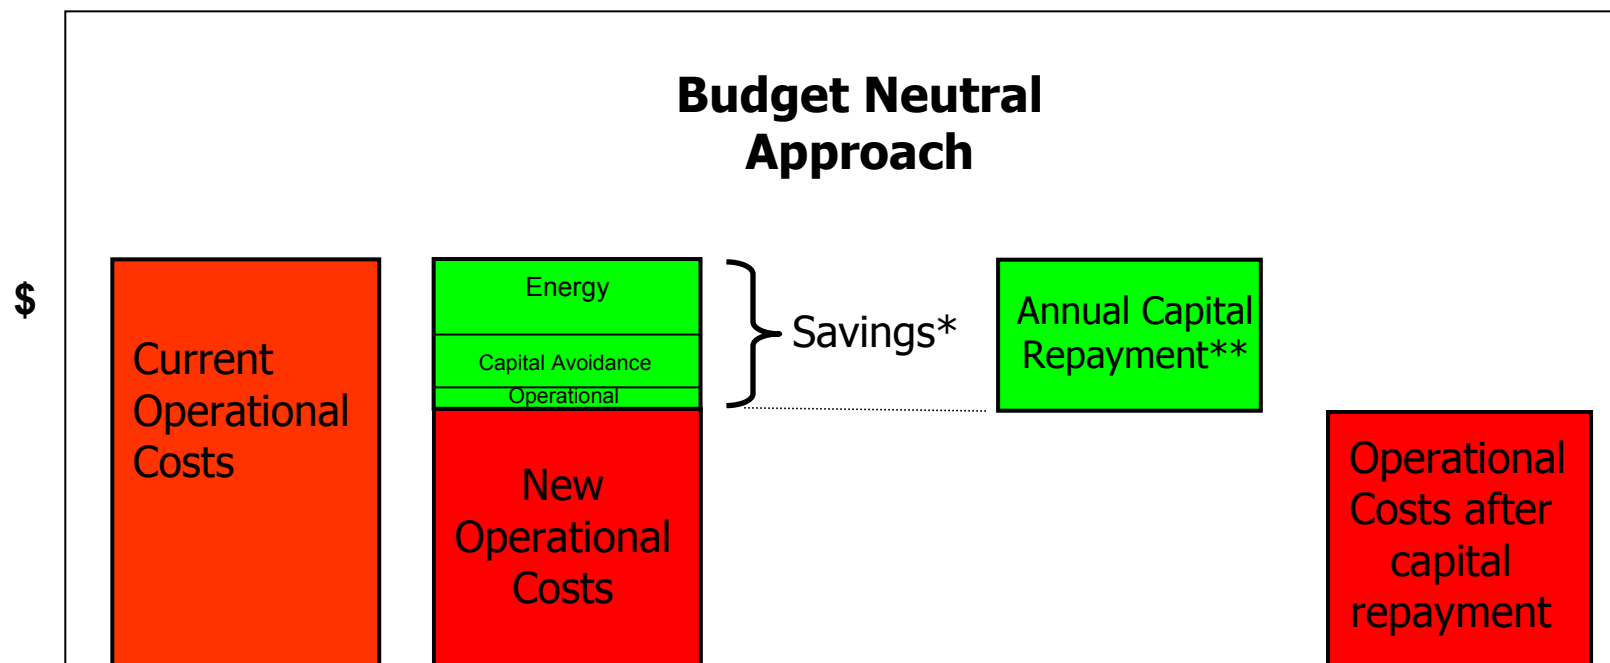 Budget Neutral
Approach
$
Current
Operational
Costs
Energy
Capital Avoidance
Operational
New
Operational
Costs
Savings*
Annual Capital
Repayment**
Operational
Costs after
capital
repayment